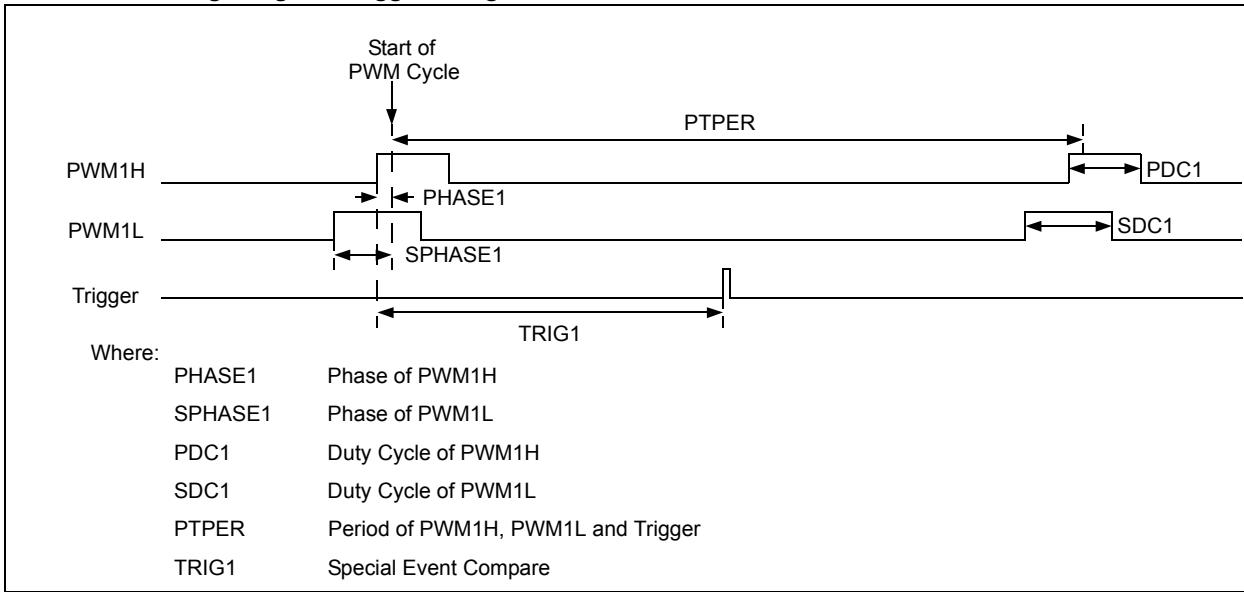 Start of
PWM Cycle
PTPER
PWM1H
PDC1
PHASE1
PWM1L
SDC1
SPHASE1
Trigger
TRIG1
Where:
PHASE1 Phase of PWM1H
SPHASE1 Phase of PWM1L
PDC1 Duty Cycle of PWM1H
SDC1 Duty Cycle of PWM1L
PTPER Period of PWM1H, PWM1L and Trigger
TRIG1 Special Event Compare